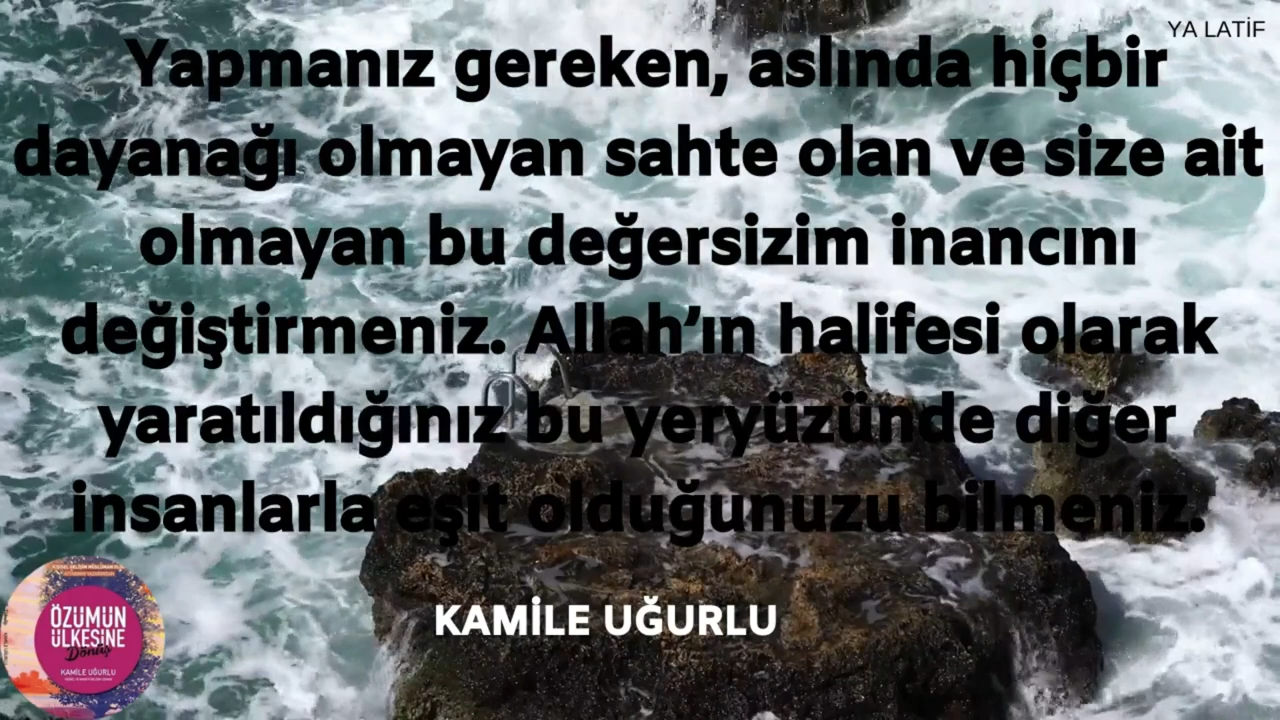 YA LATİF
Yapmanız gereken, aslında hiçbir
dayanağı olmayan sahte olan ve size ait
olmayan bu değersizim inancını
değiştirmeniz. Allah’ın halifesi olarak
yaratıldığınız bu yeryüzünde diğer
insanlarla eşit olduğunuzu bilmeniz.
KAMİLE UĞURLU
ÖZÜMÜN
ÜLKESİNE
Dönüş
KAMİLE UĞURLU